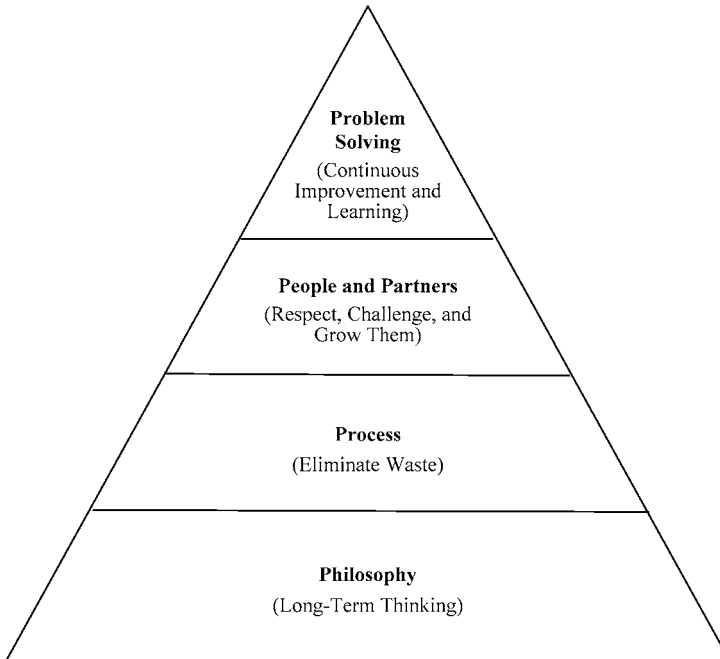 Problem
Solving
(Continuous
Improvement and
Learning)
People and Partners
(Respect, Challenge, and
Grow Them)
Process
(Eliminate Waste)
Philosophy
(Long-Term Thinking)